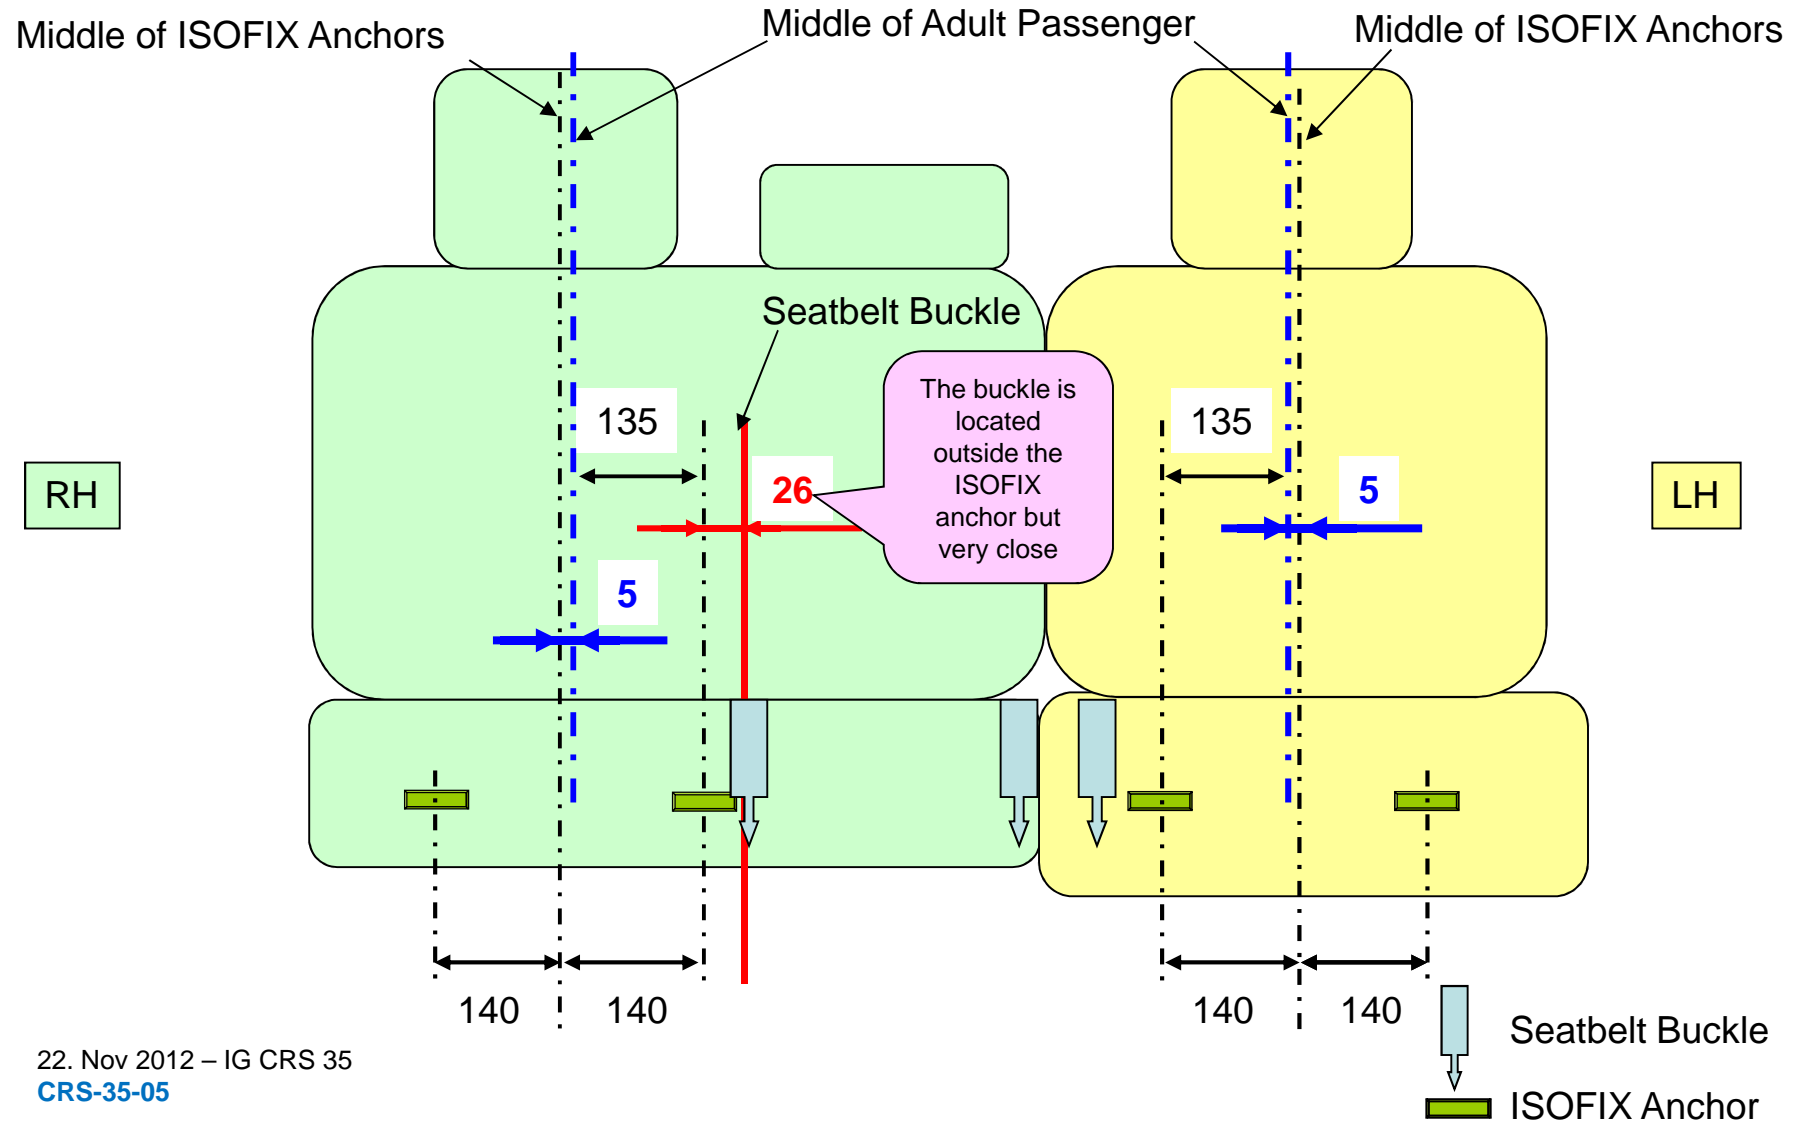 Middle of ISOFIX Anchors
Middle of Adult Passenger
Middle of ISOFIX Anchors
Seatbelt Buckle
The buckle is
located
outside the
ISOFIX
anchor but
very close
135
135
RH
26
5
LH
5
140
140
140
140
Seatbelt Buckle
22. Nov 2012 – IG CRS 35
CRS-35-05
ISOFIX Anchor